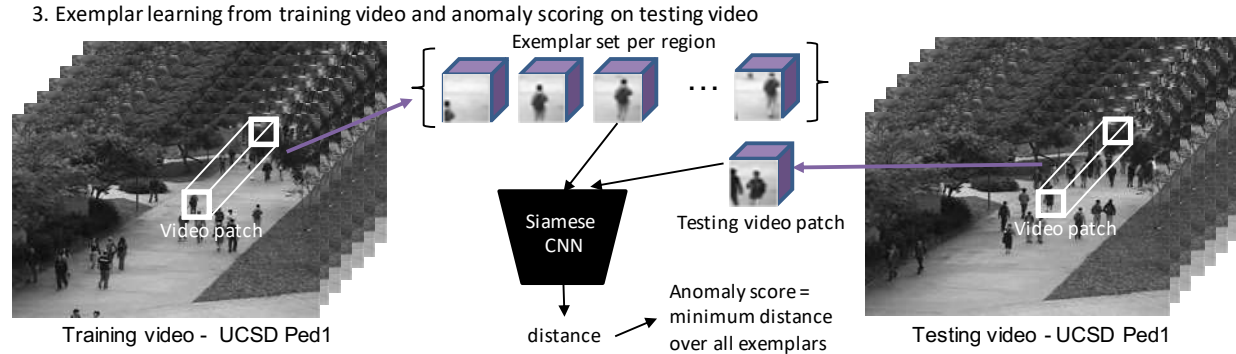 3. Exemplar learning from training video and anomaly scoring on testing video
Exemplar set per region
...
Video patch
Siamese
CNN
Testing video patch
Video patch
distance
Anomaly score =
minimum distance
over all exemplars
Training video - UCSD Ped1
Testing video - UCSD Ped1